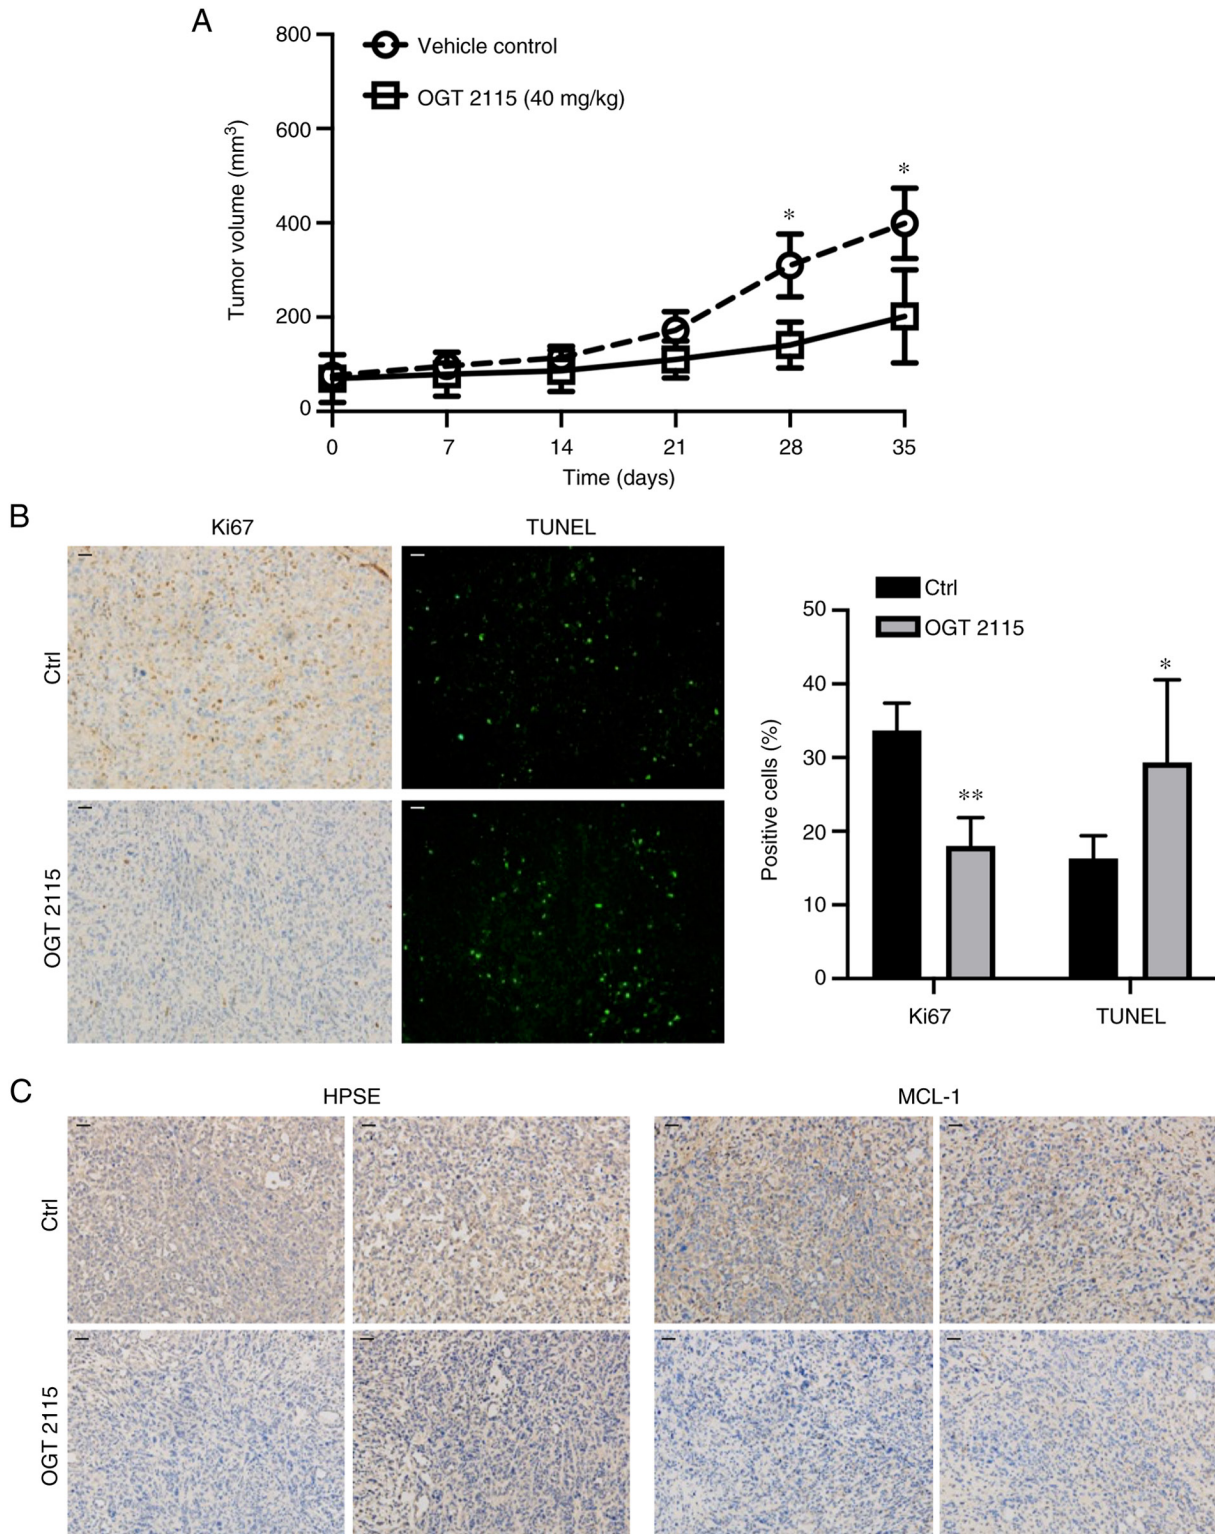 A
800
600
400
200
0
Tumor volume (mm³)
Vehicle control
OGT 2115 (40 mg/kg)
*
*
0 7 14 21 28 35
Time (days)
B
Ki67 TUNEL
Ctrl
OGT 2115
Ctrl
OGT 2115
50
40
30
20
10
0
Positive cells (%)
**
*
Ki67 TUNEL
C
HPSE MCL-1
Ctrl
OGT 2115